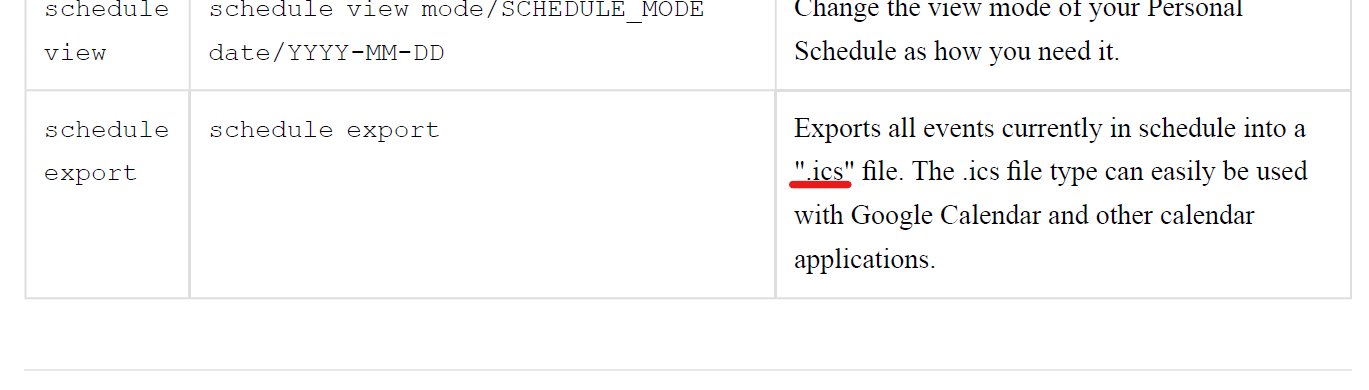 schedule schedule view mode/SCHEDULE_MODE Change the view mode of your Personal
view date/YYYY-MM-DD Schedule as how you need it.
schedule schedule export Exports all events currently in schedule into a
export ".ics" file. The .ics file type can easily be used
with Google Calendar and other calendar
applications.